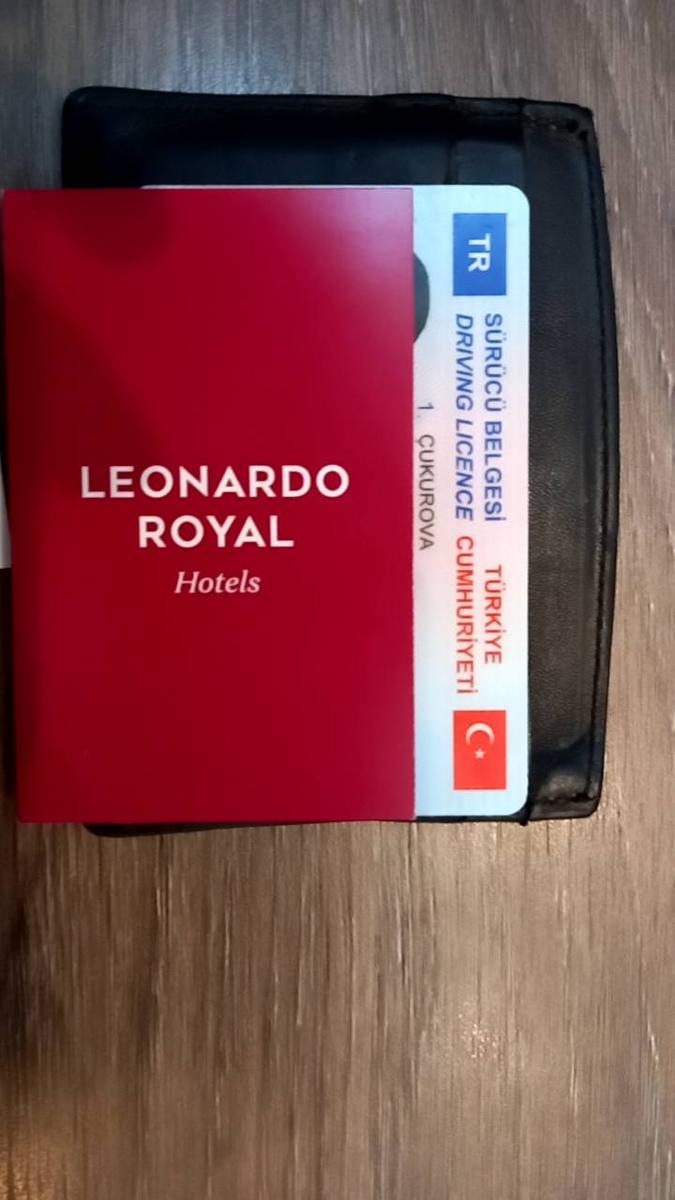 LEONARDO
ROYAL
Hotels
TR
SÜRÜCÜ BELGESİ
DRIVING LICENCE
TÜRKİYE
CUMHURİYETİ
1. ÇUKUROVA